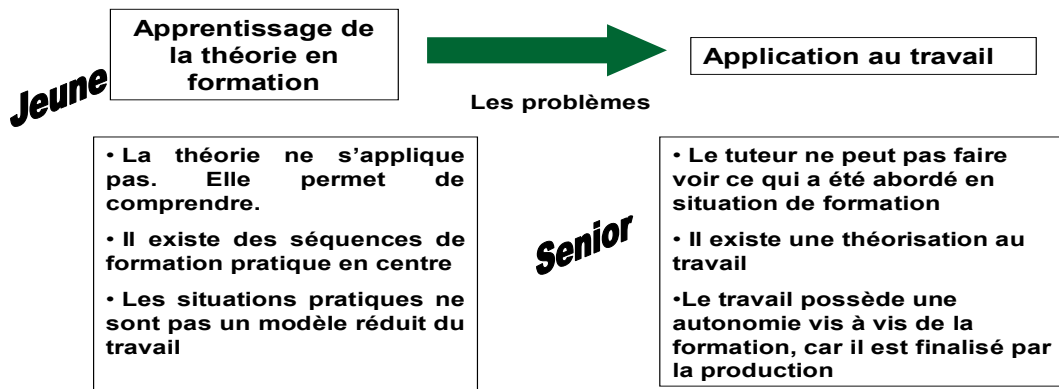 Apprentissage de
la théorie en
formation
Jeune
Les problèmes
Application au travail
• La théorie ne s'applique
pas. Elle permet de
comprendre.
• Il existe des séquences de
formation pratique en centre
• Les situations pratiques ne
sont pas un modèle réduit du
travail
Senior
• Le tuteur ne peut pas faire
voir ce qui a été abordé en
situation de formation
• Il existe une théorisation au
travail
•Le travail possède une
autonomie vis à vis de la
formation, car il est finalisé par
la production